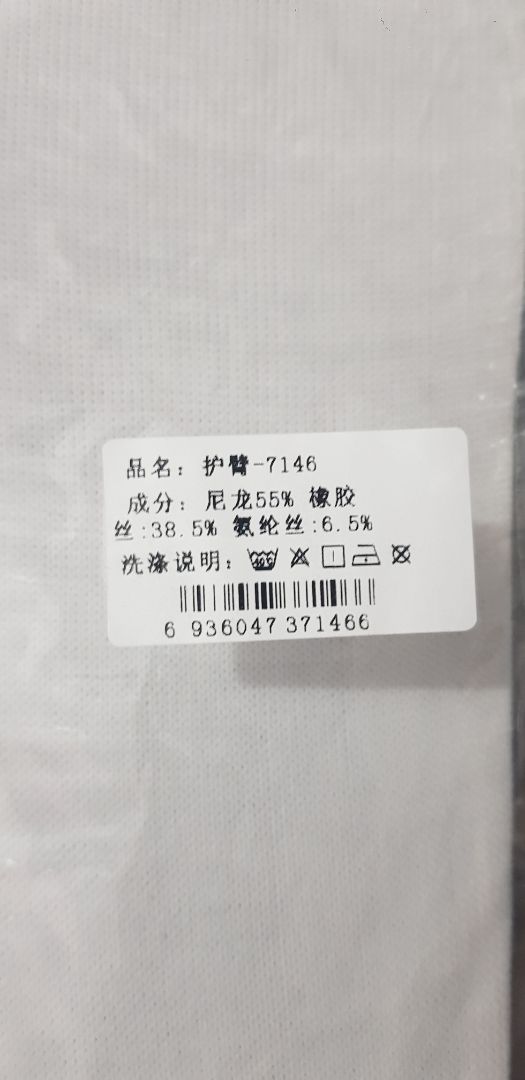 品名：护臂-7146
成分：尼龙55% 橡胶
丝:38.5% 氨纶丝:6.5%
洗涤说明：
6 936047 371466